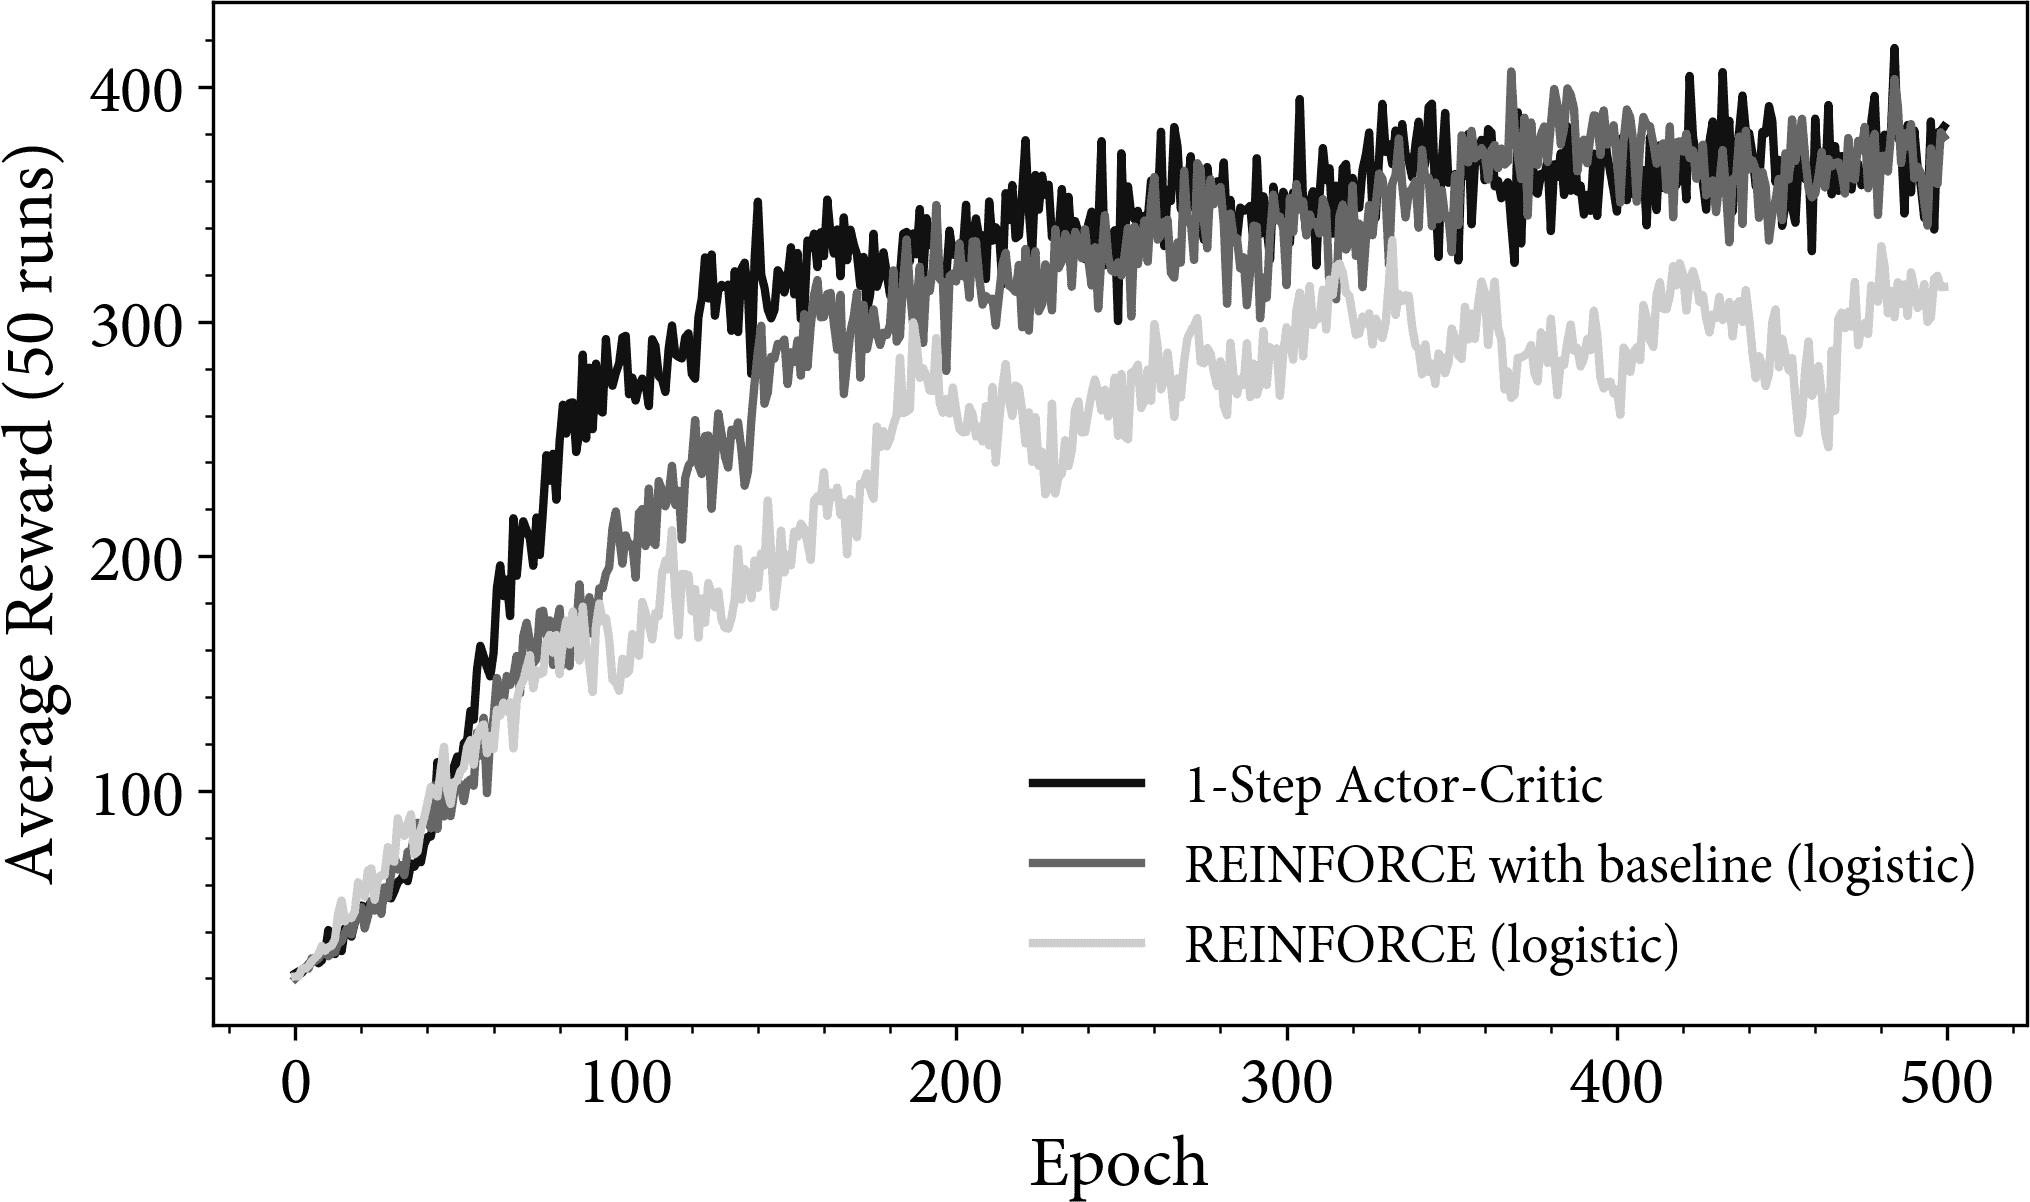 Average Reward (50 runs)
400
300
200
100
1-Step Actor-Critic
REINFORCE with baseline (logistic)
REINFORCE (logistic)
0 100 200 300 400 500
Epoch